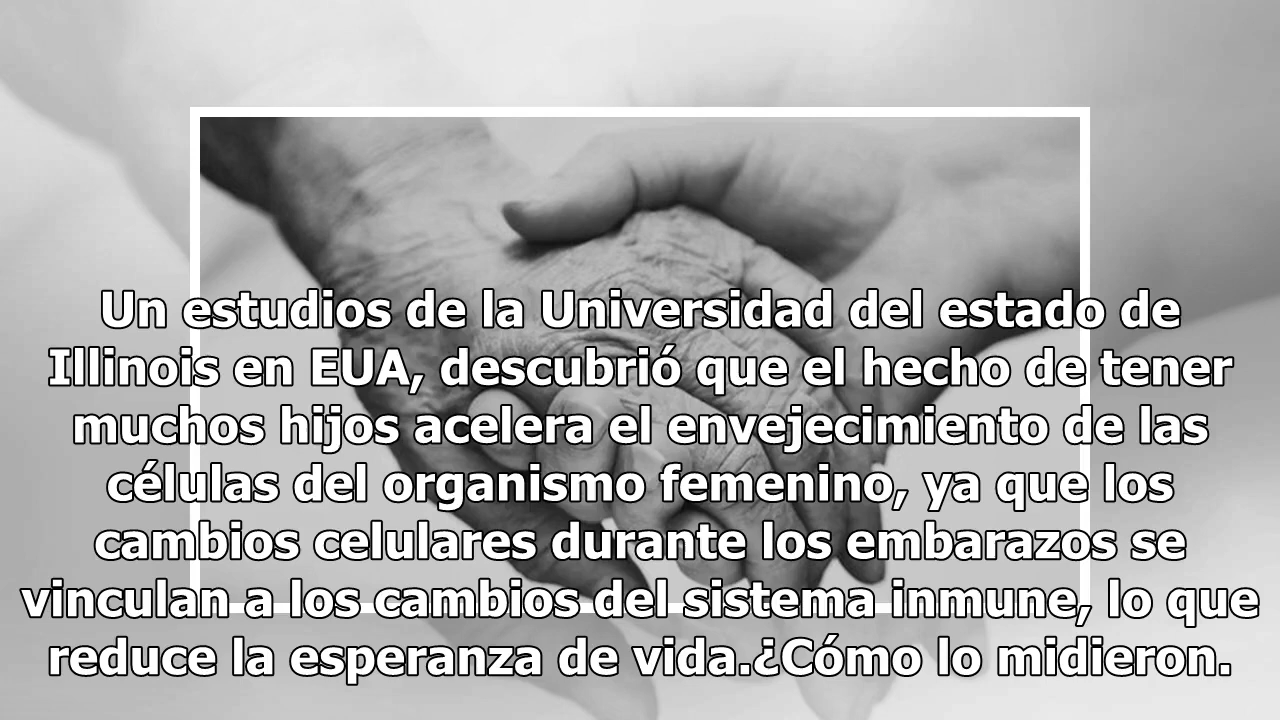 Un estudios de la Universidad del estado de
Illinois en EUA, descubrió que el hecho de tener
muchos hijos acelera el envejecimiento de las
células del organismo femenino, ya que los
cambios celulares durante los embarazos se
vinculan a los cambios del sistema inmune, lo que
reduce la esperanza de vida.¿Cómo lo midieron.